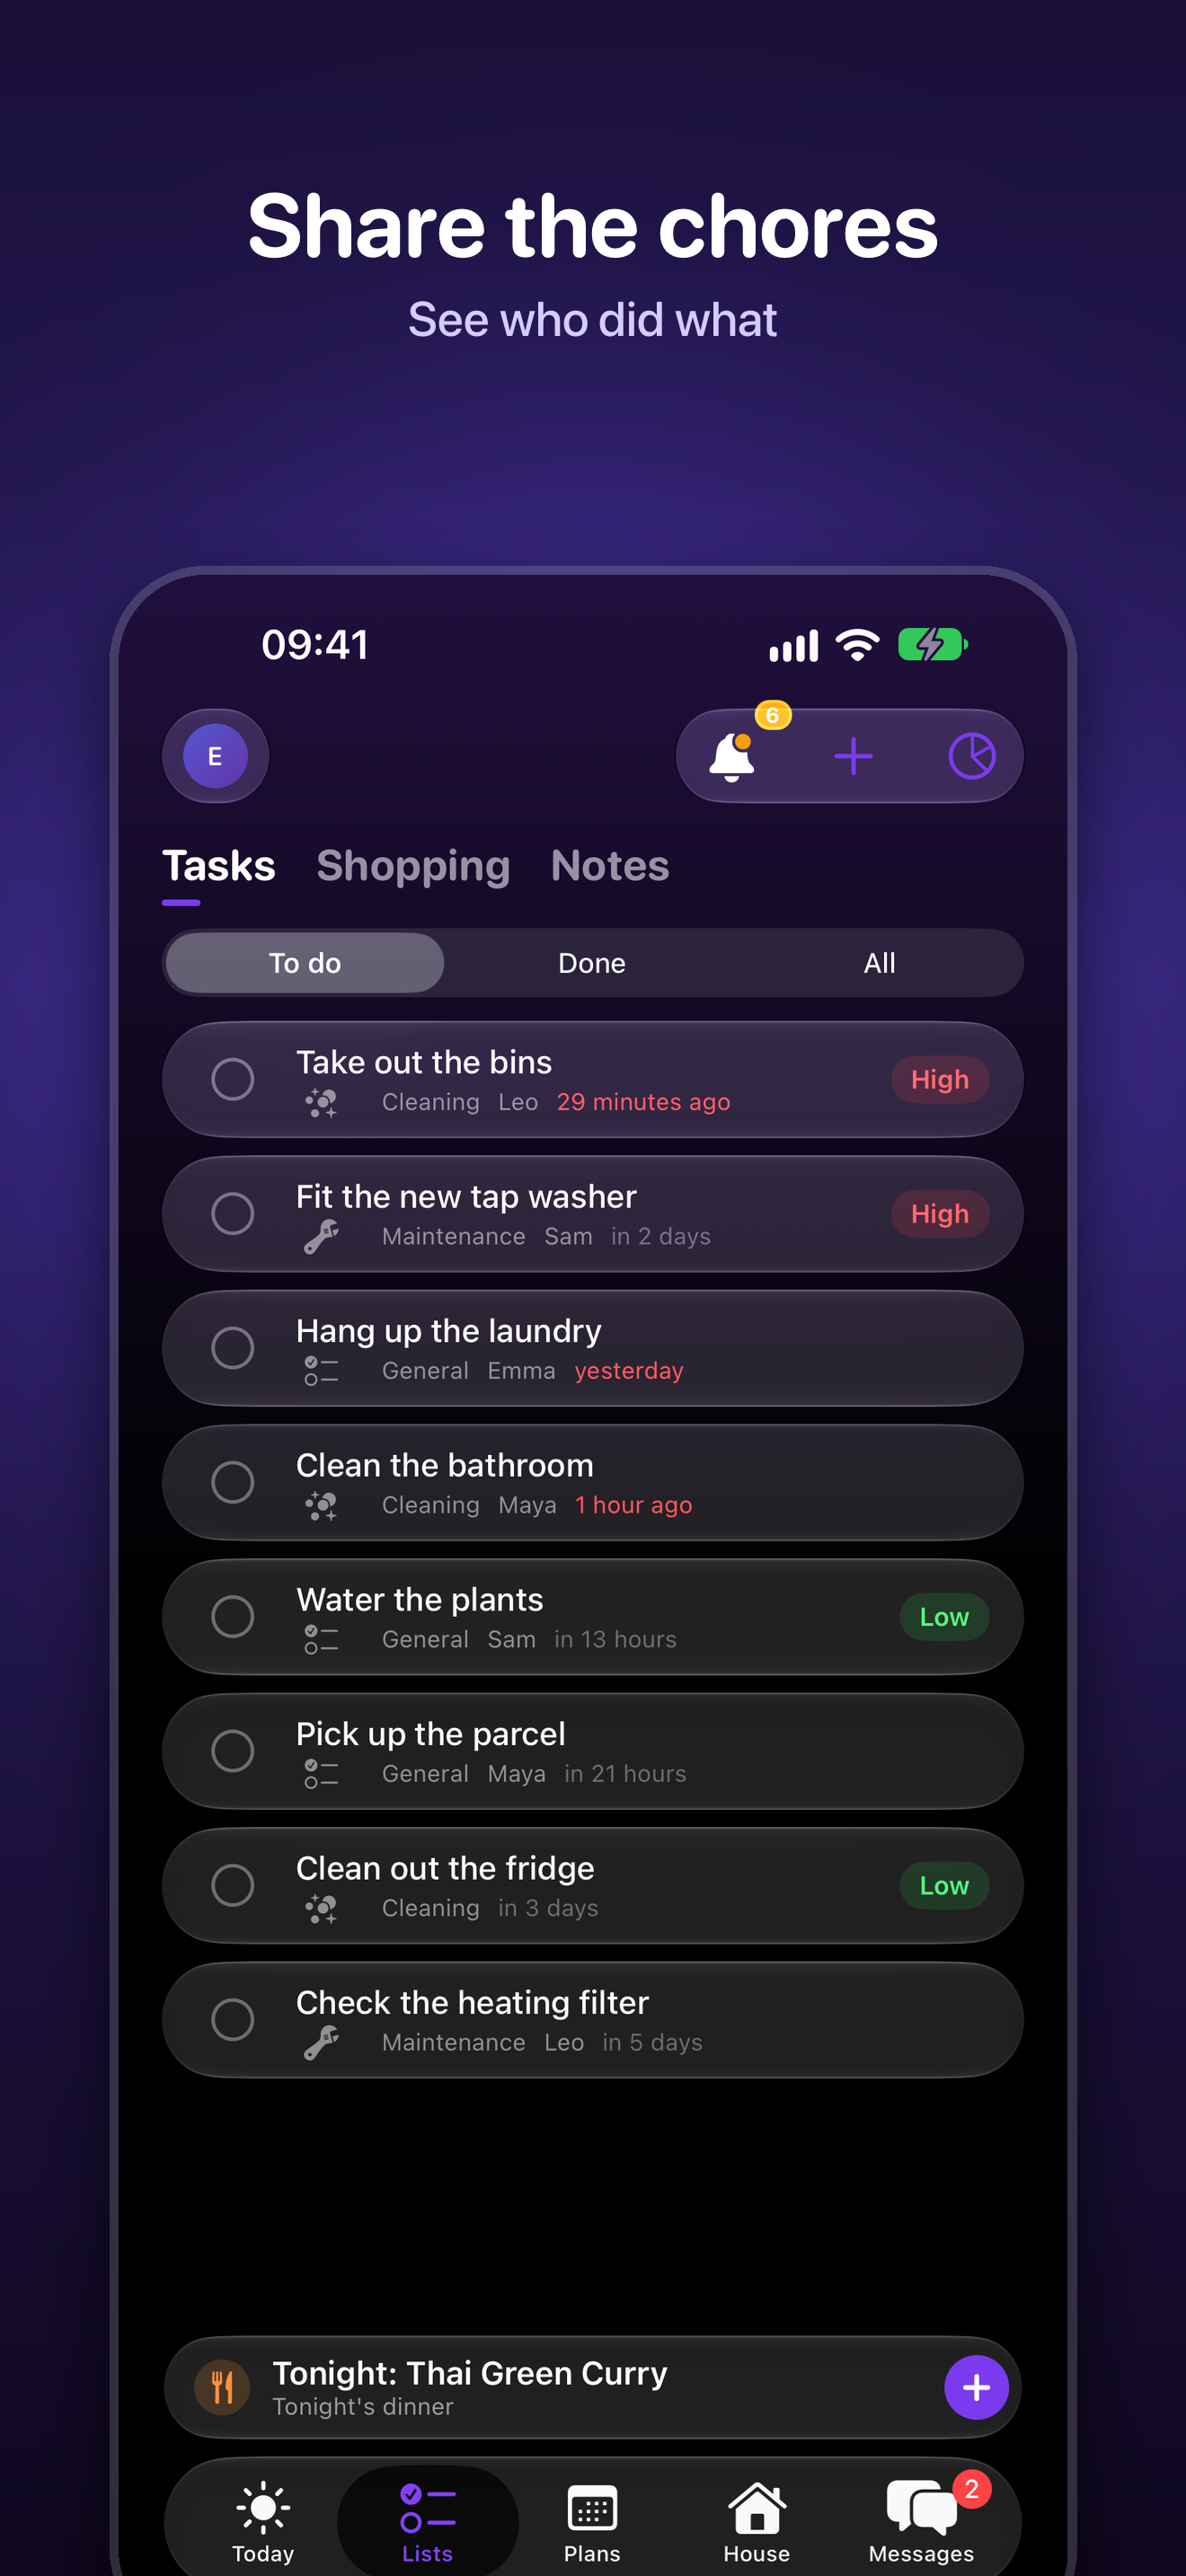 Share the chores
See who did what
09:41
6
E
Tasks Shopping Notes
To do Done All
Take out the bins
Cleaning Leo 29 minutes ago
High
Fit the new tap washer
Maintenance Sam in 2 days
High
Hang up the laundry
General Emma yesterday
Clean the bathroom
Cleaning Maya 1 hour ago
Water the plants
General Sam in 13 hours
Low
Pick up the parcel
General Maya in 21 hours
Clean out the fridge
Cleaning in 3 days
Low
Check the heating filter
Maintenance Leo in 5 days
Tonight: Thai Green Curry
Tonight's dinner
2
Today Lists Plans House Messages